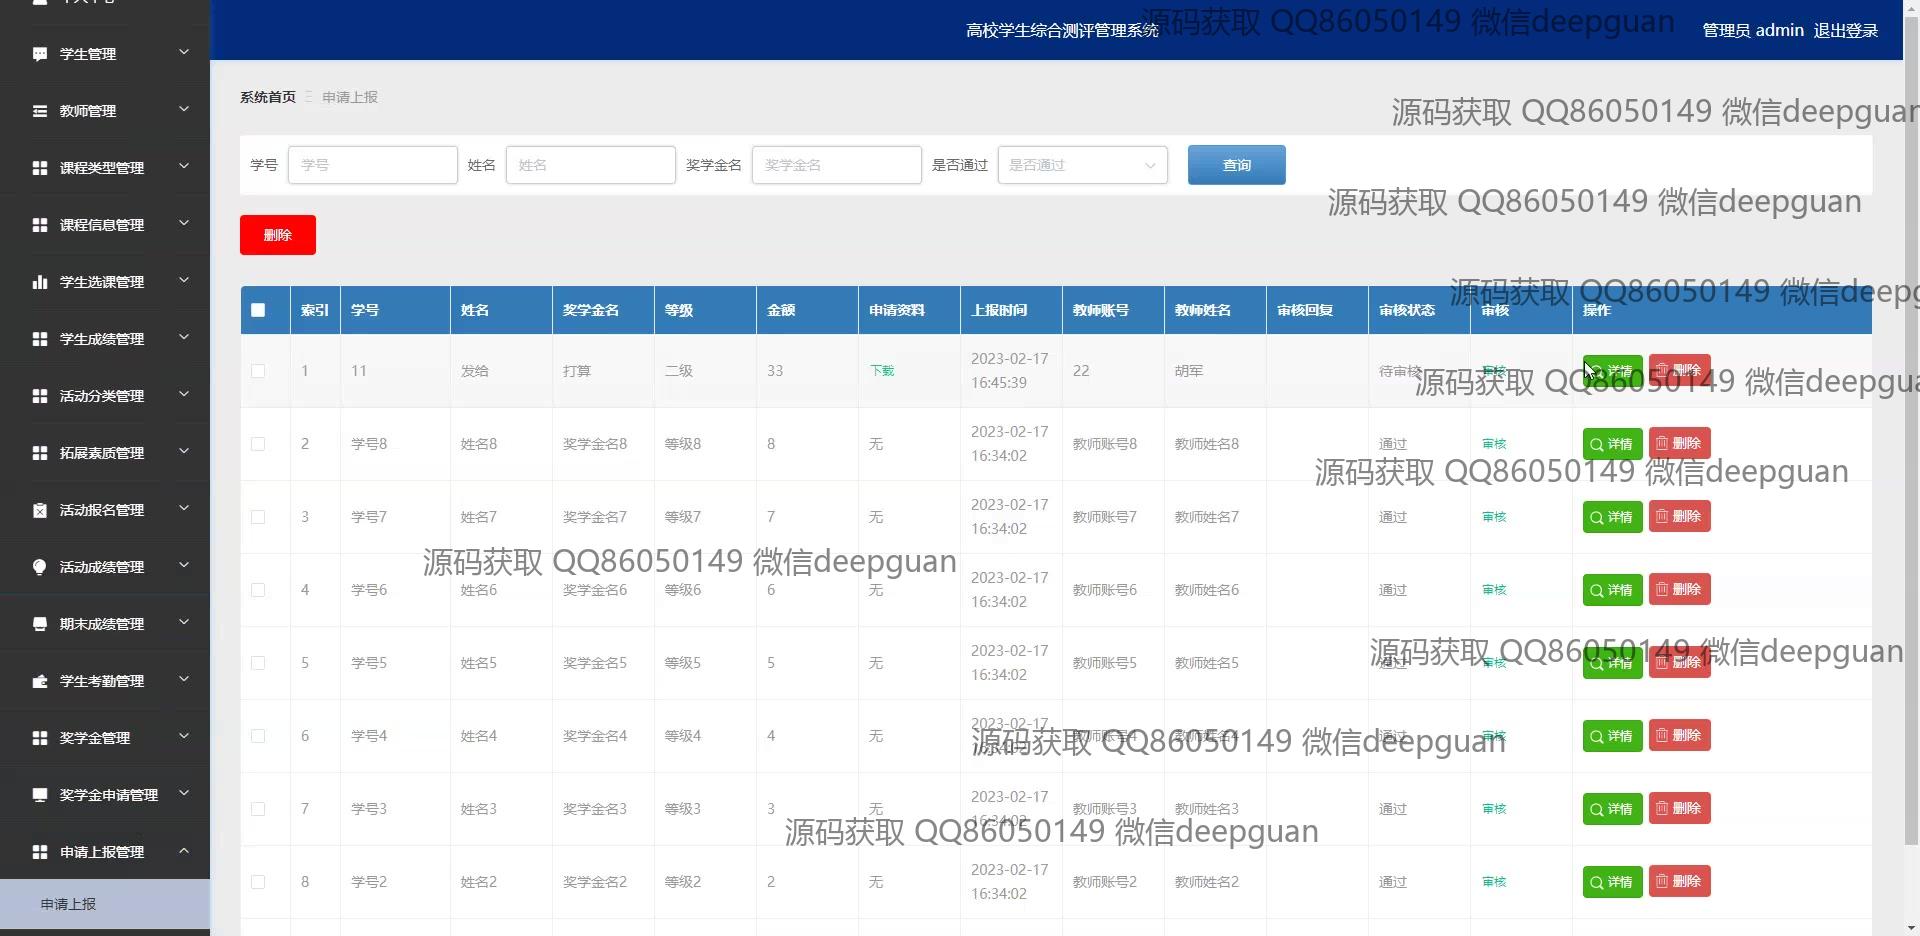 高校学生综合测评管理系统
源码获取 QQ86050149 微信deepguan
管理员 admin 退出登录
学生管理
教师管理
课程类型管理
课程信息管理
学生选课管理
学生成绩管理
活动分类管理
拓展素质管理
活动报名管理
活动成绩管理
期末成绩管理
学生考勤管理
奖学金管理
奖学金申请管理
申请上报管理
申请上报
系统首页 申请上报
源码获取 QQ86050149 微信deepguan
学号 学号 姓名 姓名 奖学金名 奖学金名 是否通过 是否通过 查询
源码获取 QQ86050149 微信deepguan
删除
源码获取 QQ86050149 微信deepg
索引 学号 姓名 奖学金名 等级 金额 申请资料 上报时间 教师账号 教师姓名 审核回复 审核状态 审核 操作
1 11 发给 打算 二级 33 下载 2023-02-17 16:45:39 22 胡军 待审核 审核 详情 删除
源码获取 QQ86050149 微信deepgua
2 学号8 姓名8 奖学金名8 等级8 8 无 2023-02-17 16:34:02 教师账号8 教师姓名8 通过 审核 详情 删除
源码获取 QQ86050149 微信deepguan
3 学号7 姓名7 奖学金名7 等级7 7 无 2023-02-17 16:34:02 教师账号7 教师姓名7 通过 审核 详情 删除
源码获取 QQ86050149 微信deepguan
4 学号6 姓名6 奖学金名6 等级6 6 无 2023-02-17 16:34:02 教师账号6 教师姓名6 通过 审核 详情 删除
源码获取 QQ86050149 微信deepguan
5 学号5 姓名5 奖学金名5 等级5 5 无 2023-02-17 16:34:02 教师账号5 教师姓名5 通过 审核 详情 删除
6 学号4 姓名4 奖学金名4 等级4 4 无 2023-02-17 16:34:02 教师账号4 教师姓名4 通过 审核 详情 删除
源码获取 QQ86050149 微信deepguan
7 学号3 姓名3 奖学金名3 等级3 3 无 2023-02-17 16:34:02 教师账号3 教师姓名3 通过 审核 详情 删除
源码获取 QQ86050149 微信deepguan
8 学号2 姓名2 奖学金名2 等级2 2 无 2023-02-17 16:34:02 教师账号2 教师姓名2 通过 审核 详情 删除